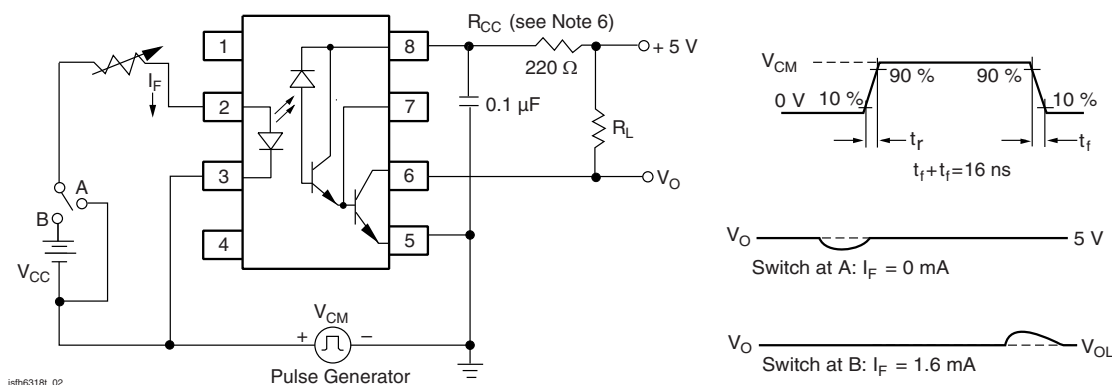 R_CC (see Note 6)
220 Ω
+ 5 V
0.1 µF
R_L
V_O
I_F
1
2
3
4
8
7
6
5
A
B
V_CC
V_CM
+
–
Pulse Generator
isfh6318t_02
V_CM
90 %
90 %
0 V
10 %
10 %
t_r
t_f
t_f+t_f=16 ns
V_O
5 V
Switch at A: I_F = 0 mA
V_O
V_OL
Switch at B: I_F = 1.6 mA